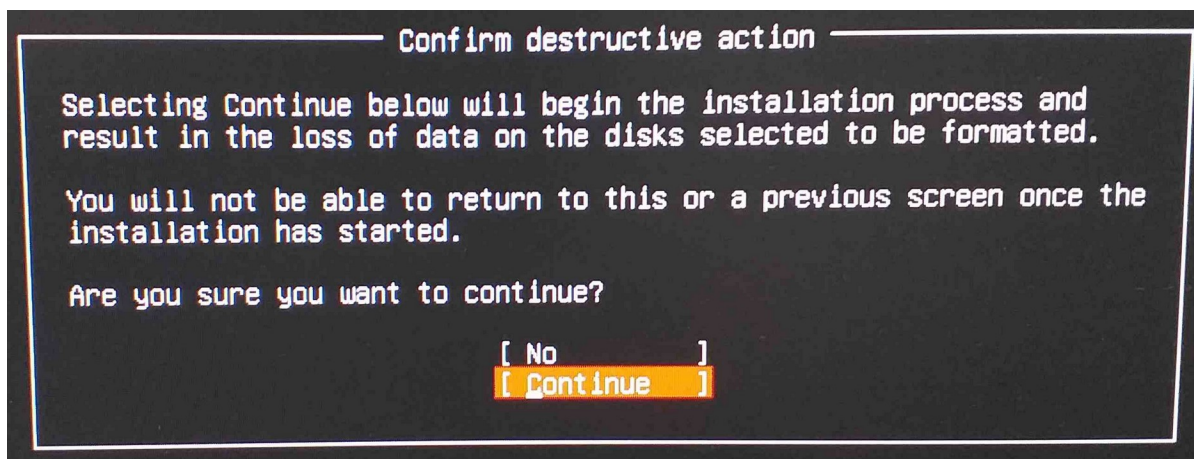 Confirm destructive action
Selecting Continue below will begin the installation process and
result in the loss of data on the disks selected to be formatted.
You will not be able to return to this or a previous screen once the
installation has started.
Are you sure you want to continue?
[ No ]
[ Continue ]